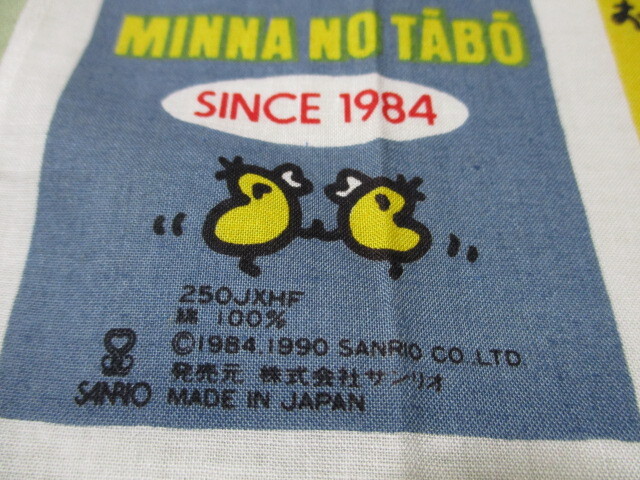 MINNA NO TĀBŌ
SINCE 1984
250JXHF
綿 100%
©1984.1990 SANRIO CO.,LTD.
発売元 株式会社サンリオ
SANRIO MADE IN JAPAN